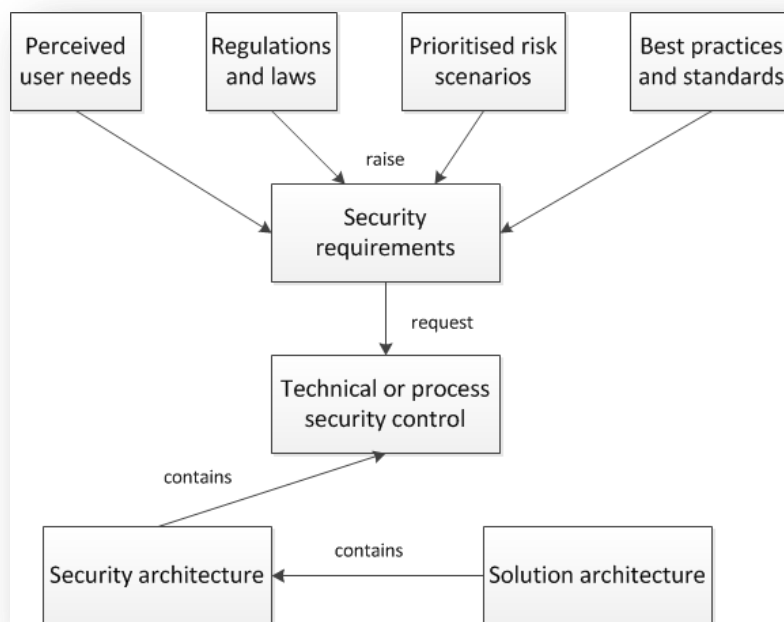 Perceived
user needs
Regulations
and laws
Prioritised risk
scenarios
Best practices
and standards
raise
Security
requirements
request
Technical or process
security control
contains
contains
Security architecture
Solution architecture